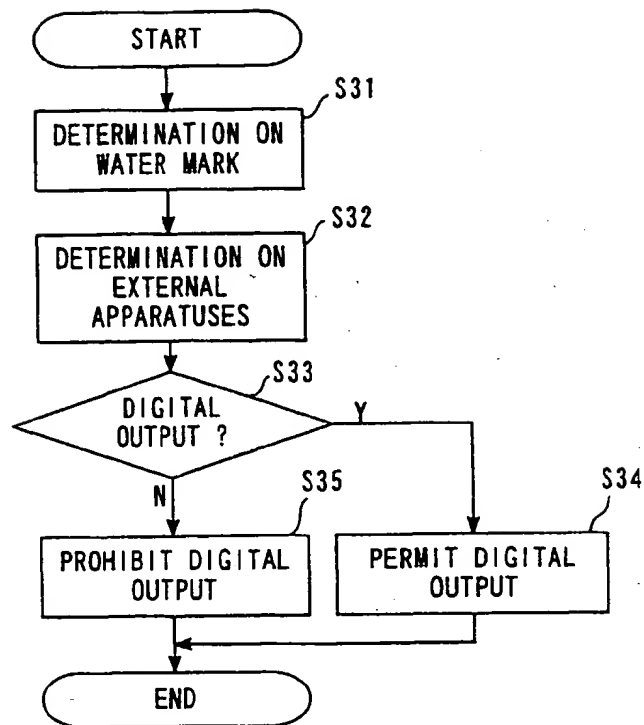 START
S31
DETERMINATION ON
WATER MARK
S32
DETERMINATION ON
EXTERNAL
APPARATUSES
S33
DIGITAL
OUTPUT ?
Y
N
S35
PROHIBIT DIGITAL
OUTPUT
S34
PERMIT DIGITAL
OUTPUT
END